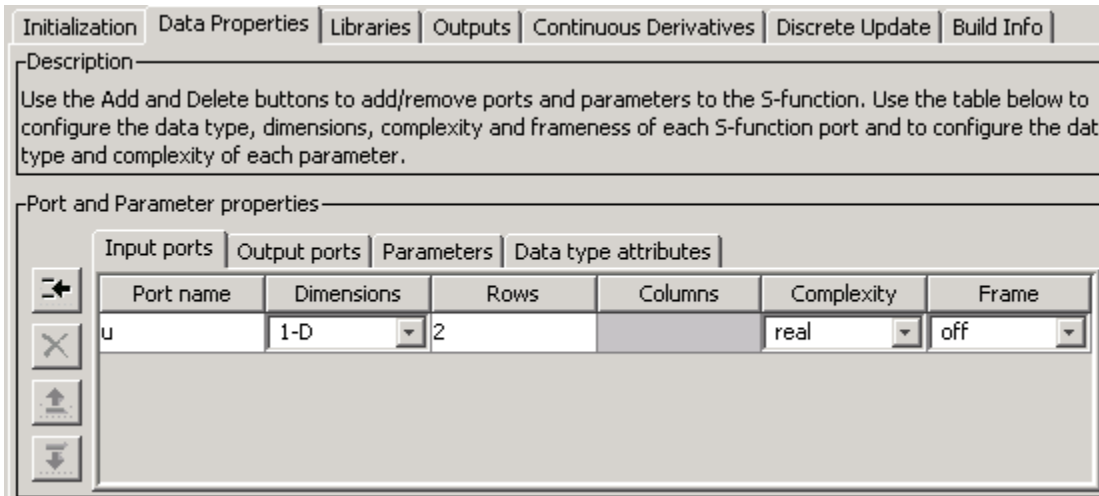 Initialization Data Properties Libraries Outputs Continuous Derivatives Discrete Update Build Info
Description
Use the Add and Delete buttons to add/remove ports and parameters to the S-function. Use the table below to
configure the data type, dimensions, complexity and frameness of each S-function port and to configure the dat
type and complexity of each parameter.
Port and Parameter properties
Input ports Output ports Parameters Data type attributes
Port name Dimensions Rows Columns Complexity Frame
u 1-D 2 real off